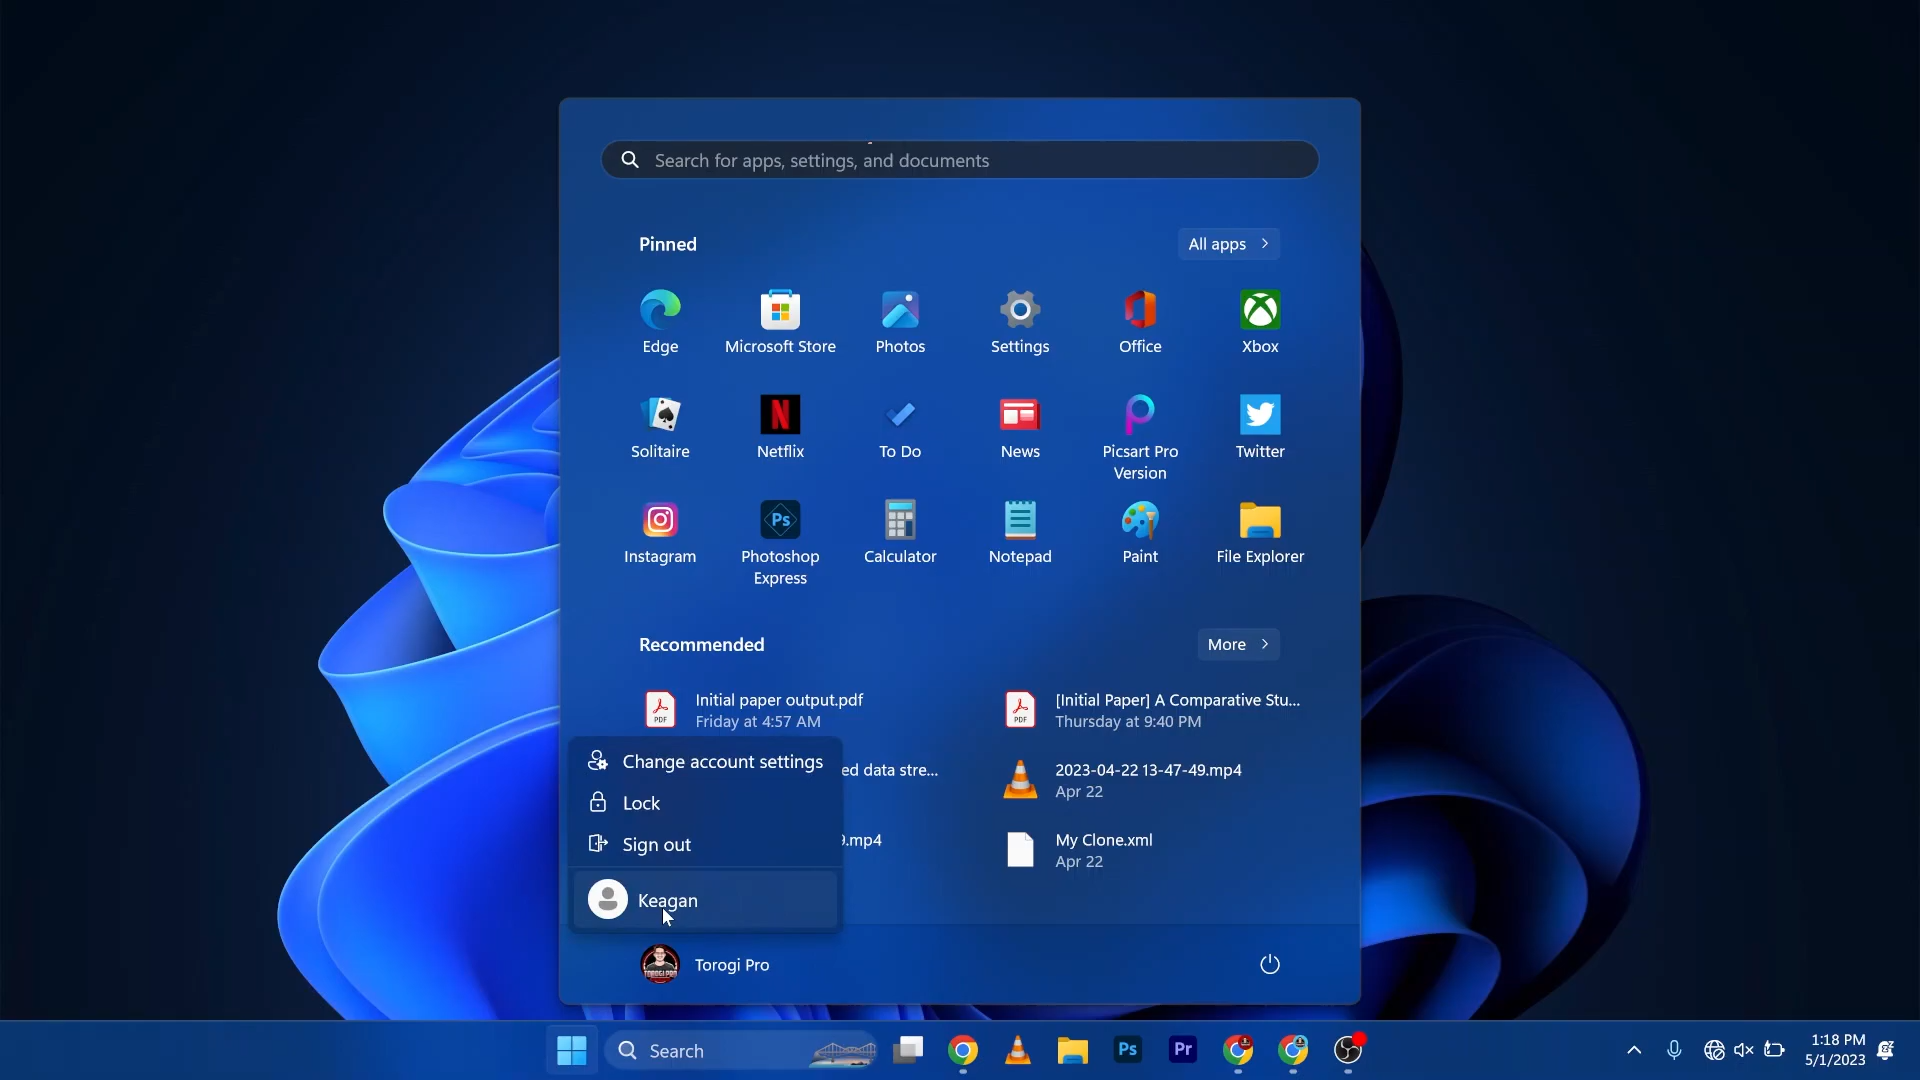 Search for apps, settings, and documents
Pinned
All apps
Edge
Microsoft Store
Photos
Settings
Office
Xbox
Solitaire
Netflix
To Do
News
Picsart Pro
Version
Twitter
Instagram
Photoshop
Express
Calculator
Notepad
Paint
File Explorer
Recommended
More
Initial paper output.pdf
Friday at 4:57 AM
[Initial Paper] A Comparative Stu...
Thursday at 9:40 PM
ed data stre...
2023-04-22 13-47-49.mp4
Apr 22
9.mp4
My Clone.xml
Apr 22
Change account settings
Lock
Sign out
Keagan
Torogi Pro
Search
Ps
Pr
1:18 PM
5/1/2023